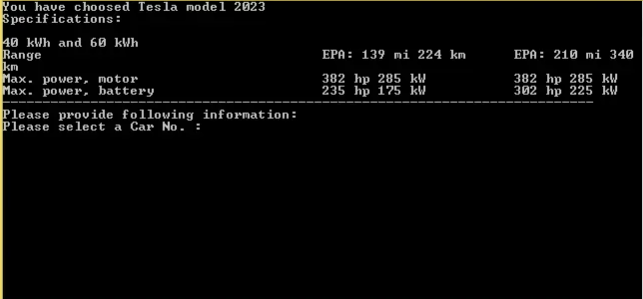 You have choosed Tesla model 2023
Specifications:
40 kWh and 60 kWh
Range EPA: 139 mi 224 km EPA: 210 mi 340
km
Max. power, motor 382 hp 285 kW 382 hp 285 kW
Max. power, battery 235 hp 175 kW 302 hp 225 kW
--------------------------------------------------------------------------
Please provide following information:
Please select a Car No. :